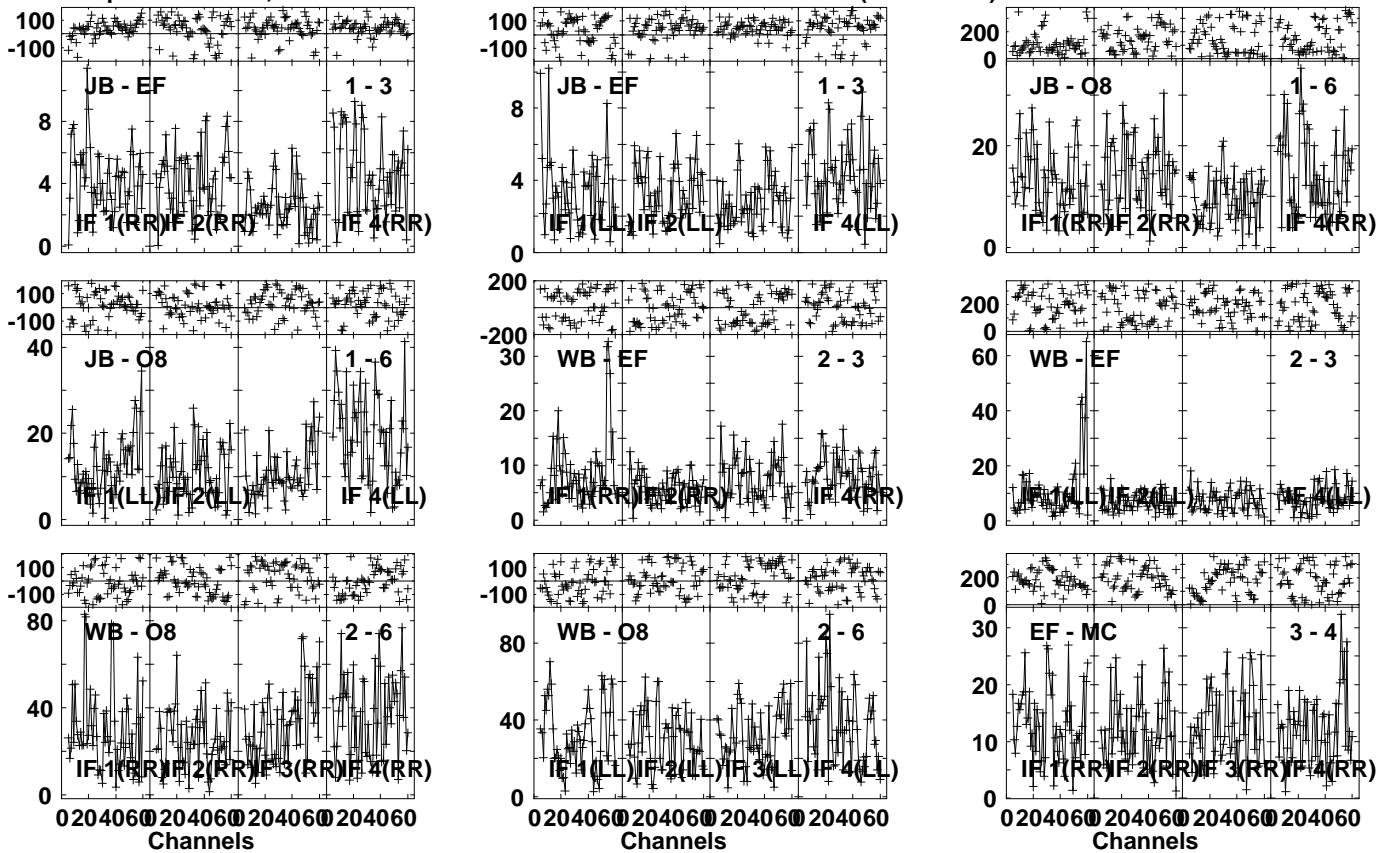 100
-100
JB - EF
1 - 3
8
4
0
IF 1(RR)
IF 2(RR)
IF 4(RR)
100
-100
JB - EF
1 - 3
8
4
0
IF 1(LL)
IF 2(LL)
IF 4(LL)
200
0
JB - O8
1 - 6
20
0
IF 1(RR)
IF 2(RR)
IF 4(RR)
100
-100
JB - O8
1 - 6
40
20
0
IF 1(LL)
IF 2(LL)
IF 4(LL)
200
0
-200
WB - EF
2 - 3
30
20
10
0
IF 1(RR)
IF 2(RR)
IF 4(RR)
200
0
WB - EF
2 - 3
60
40
20
0
IF 1(LL)
IF 2(LL)
IF 4(LL)
100
-100
WB - O8
2 - 6
80
40
0
IF 1(RR)
IF 2(RR)
IF 3(RR)
IF 4(RR)
0 20 40 60 0 20 40 60 0 20 40 60 0 20 40 60
Channels
100
-100
WB - O8
2 - 6
80
40
0
IF 1(LL)
IF 2(LL)
IF 3(LL)
IF 4(LL)
0 20 40 60 0 20 40 60 0 20 40 60 0 20 40 60
Channels
200
0
EF - MC
3 - 4
30
20
10
0
IF 1(RR)
IF 2(RR)
IF 3(RR)
IF 4(RR)
0 20 40 60 0 20 40 60 0 20 40 60 0 20 40 60
Channels